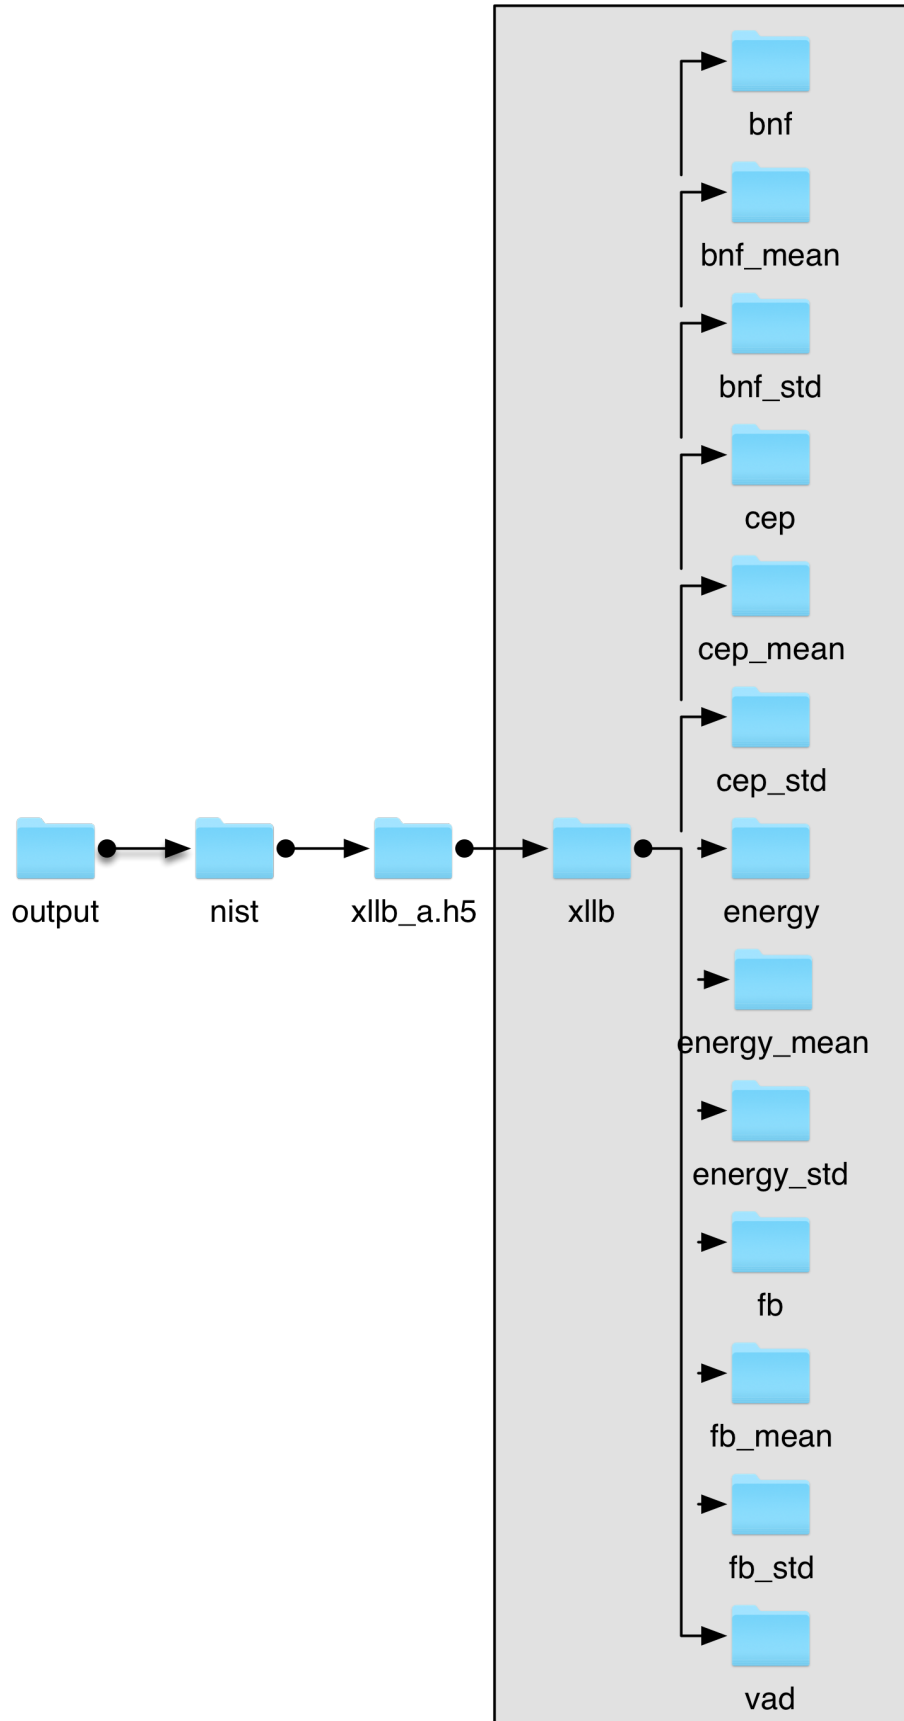 bnf
bnf_mean
bnf_std
cep
cep_mean
cep_std
output
nist
xllb_a.h5
xllb
energy
energy_mean
energy_std
fb
fb_mean
fb_std
vad